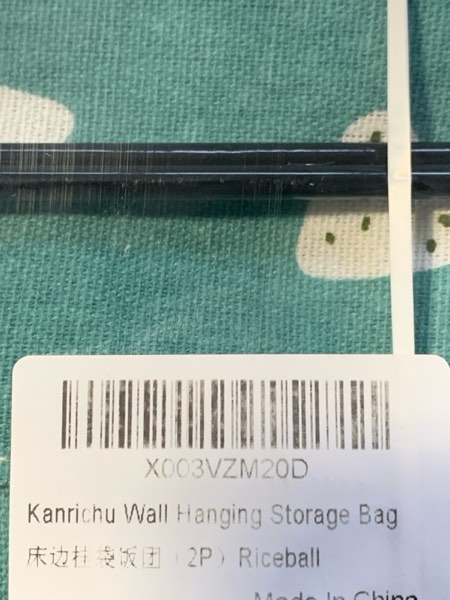 X003VZM20D
Kanrichu Wall Hanging Storage Bag
床边挂袋饭团（2P）Riceball
Made In China